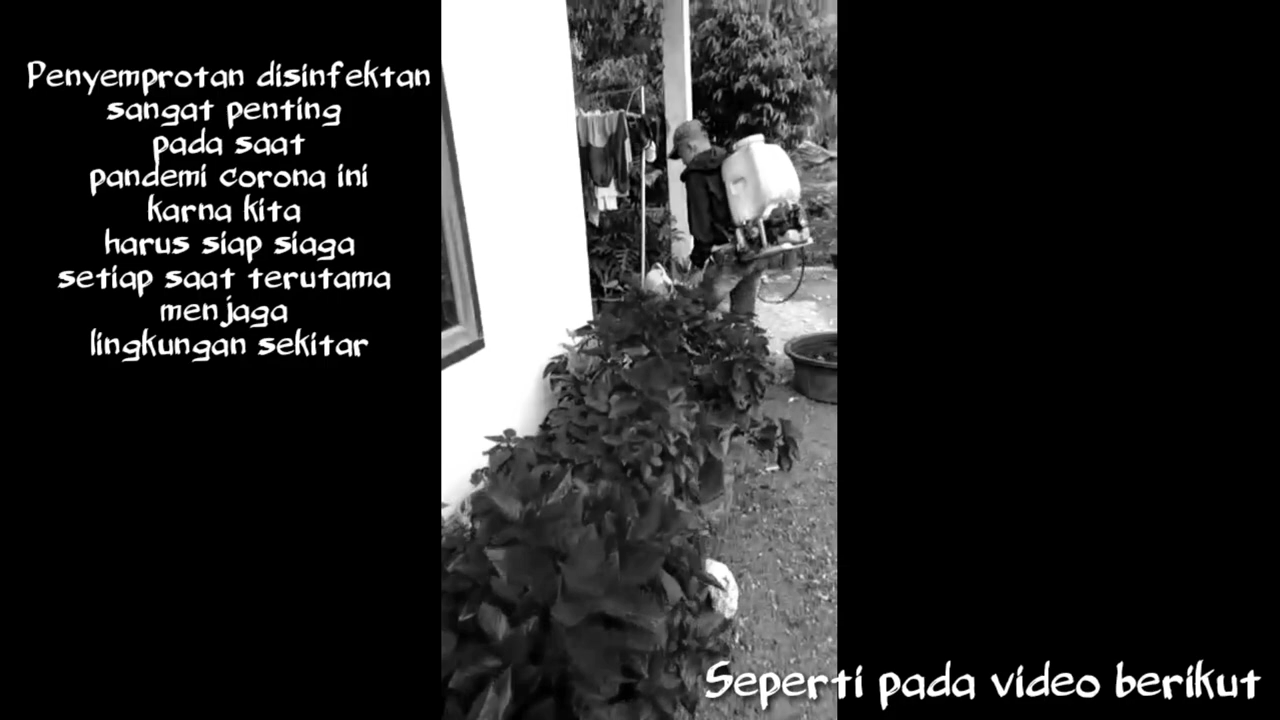 Penyemprotan disinfektan
sangat penting
pada saat
pandemi corona ini
karna kita
harus siap siaga
setiap saat terutama
menjaga
lingkungan sekitar
Seperti pada video berikut